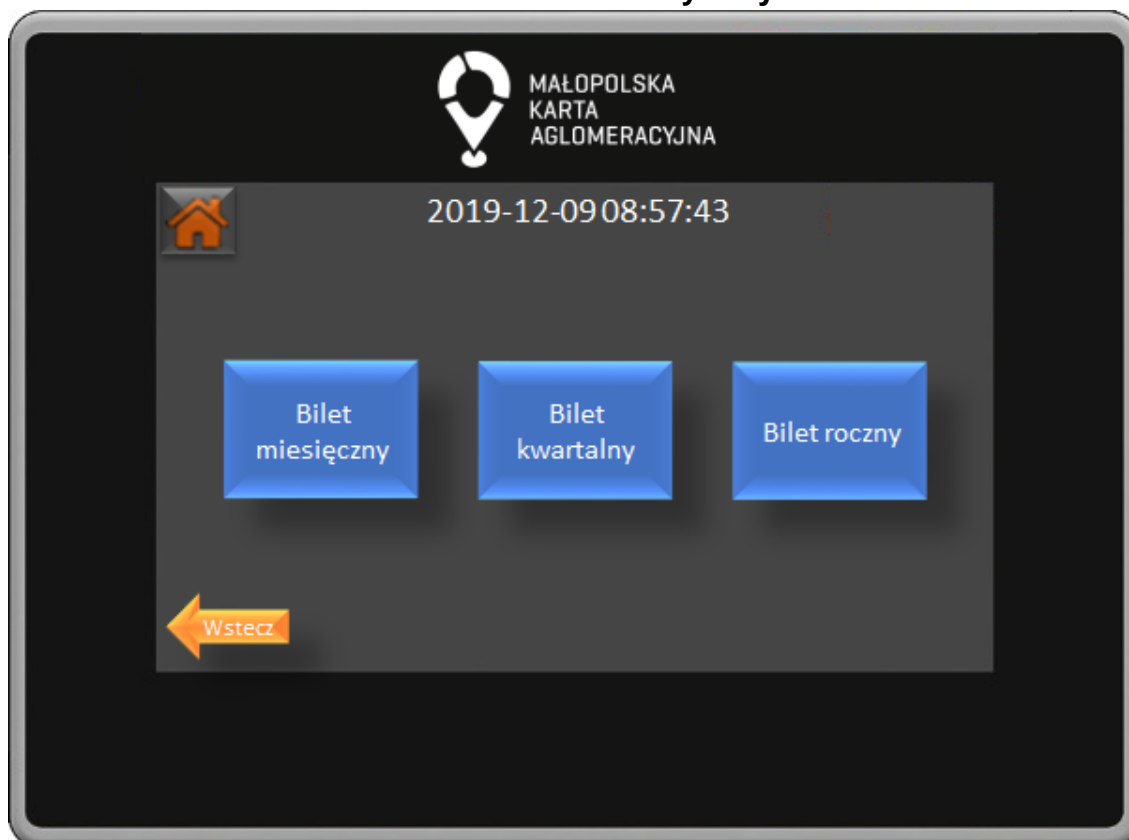 MAŁOPOLSKA
KARTA
AGLOMERACYJNA
2019-12-09 08:57:43
Bilet
miesięczny
Bilet
kwartalny
Bilet roczny
Wstecz